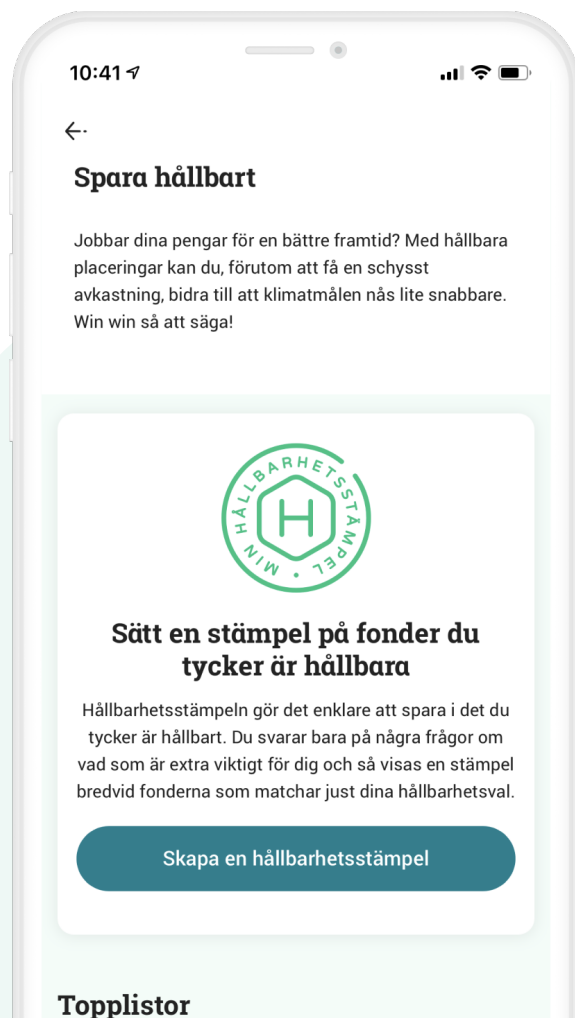 10:41
Spara hållbart
Jobbar dina pengar för en bättre framtid? Med hållbara
placeringar kan du, förutom att få en schysst
avkastning, bidra till att klimatmålen nås lite snabbare.
Win win så att säga!
MIN HÅLLBARHETSSTÄMPEL •
H
Sätt en stämpel på fonder du
tycker är hållbara
Hållbarhetsstämpeln gör det enklare att spara i det du
tycker är hållbart. Du svarar bara på några frågor om
vad som är extra viktigt för dig och så visas en stämpel
bredvid fonderna som matchar just dina hållbarhetsval.
Skapa en hållbarhetsstämpel
Topplistor